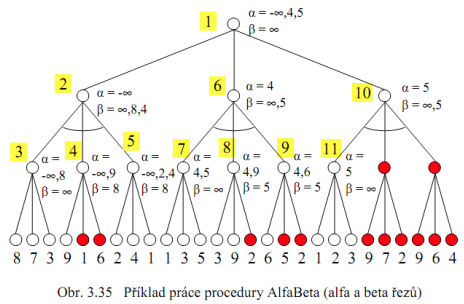 1
α = -∞,4,5
β = ∞
2
α = -∞
β = ∞,8,4
6
α = 4
β = ∞,5
10
α = 5
β = ∞,5
3
α =
-∞,8
β = ∞
4
α =
-∞,9
β = 8
5
α =
-∞,2,4
β = 8
7
α =
4,5
β = ∞
8
α =
4,9
β = 5
9
α =
4,6
β = 5
11
α =
5
β = ∞
8 7 3 9 1 6 2 4 1 1 3 5 3 9 2 6 5 2 1 2 3 9 7 2 9 6 4
Obr. 3.35 Příklad práce procedury AlfaBeta (alfa a beta řezů)